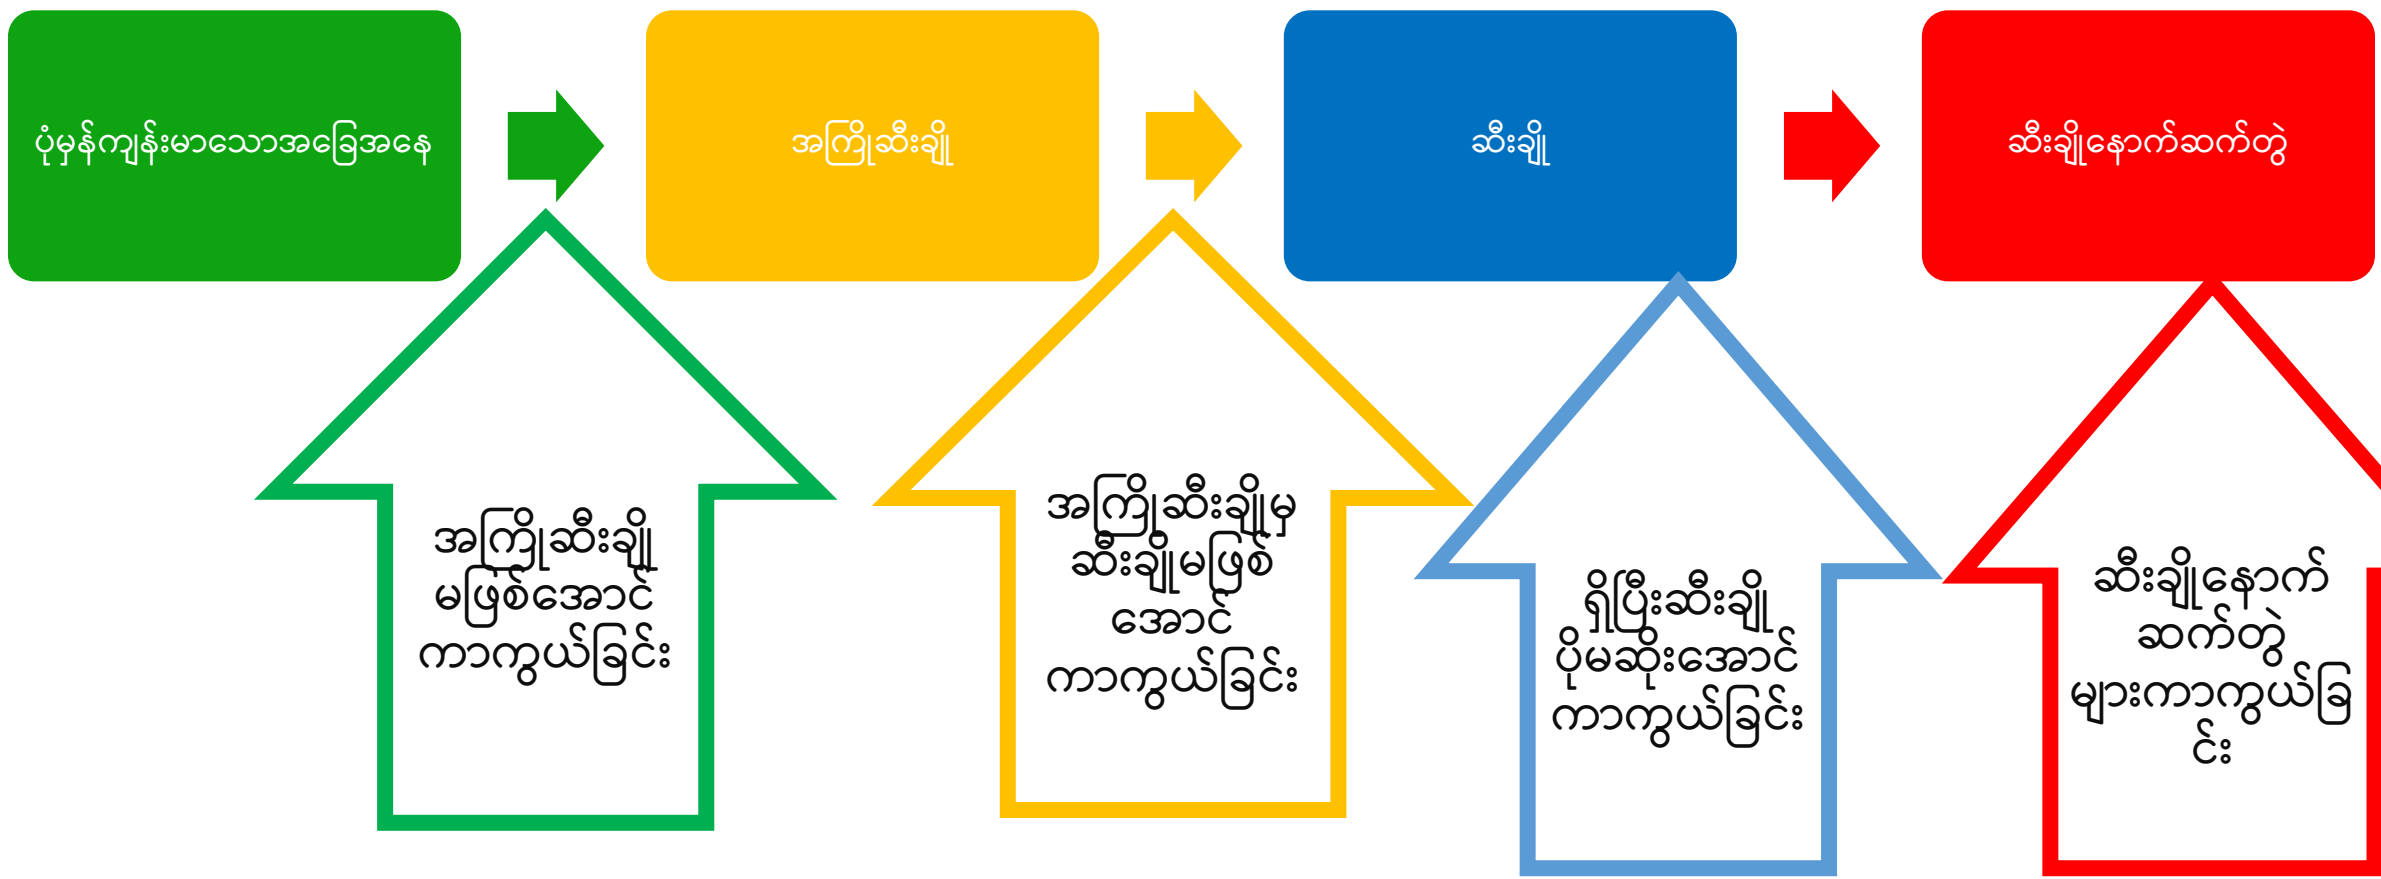 ပုံမှန်ကျန်းမာသောအခြေအနေ
အကြိုဆီးချို
ဆီးချို
ဆီးချိုနောက်ဆက်တွဲ
အကြိုဆီးချို
မဖြစ်အောင်
ကာကွယ်ခြင်း
အကြိုဆီးချိုမှ
ဆီးချိုမဖြစ်
အောင်
ကာကွယ်ခြင်း
ရှိပြီးဆီးချို
ပိုမဆိုးအောင်
ကာကွယ်ခြင်း
ဆီးချိုနောက်
ဆက်တွဲ
များကာကွယ်ခြ
င်း